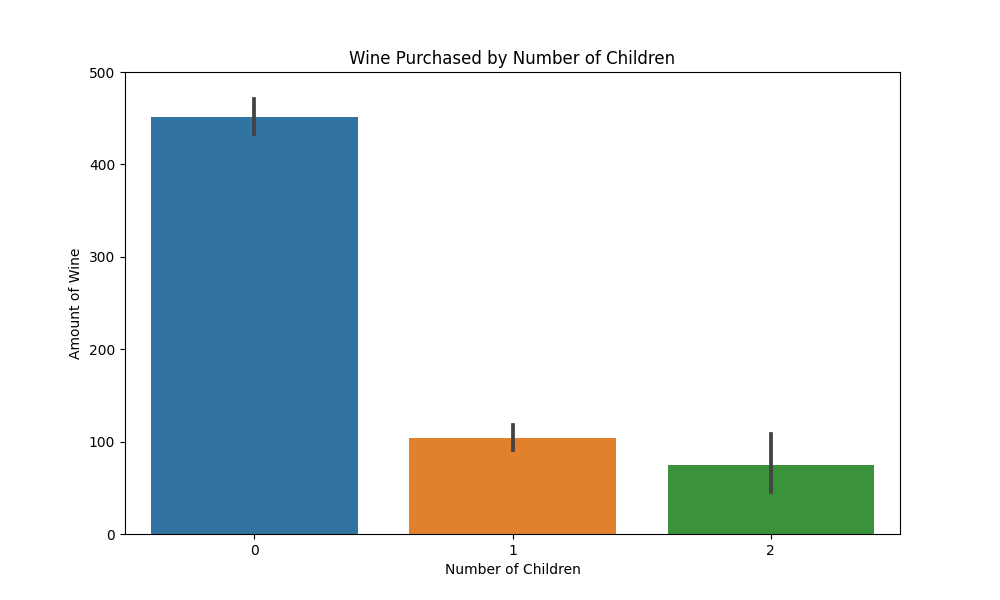 Wine Purchased by Number of Children
500
400
300
200
100
0
Amount of Wine
0 1 2
Number of Children